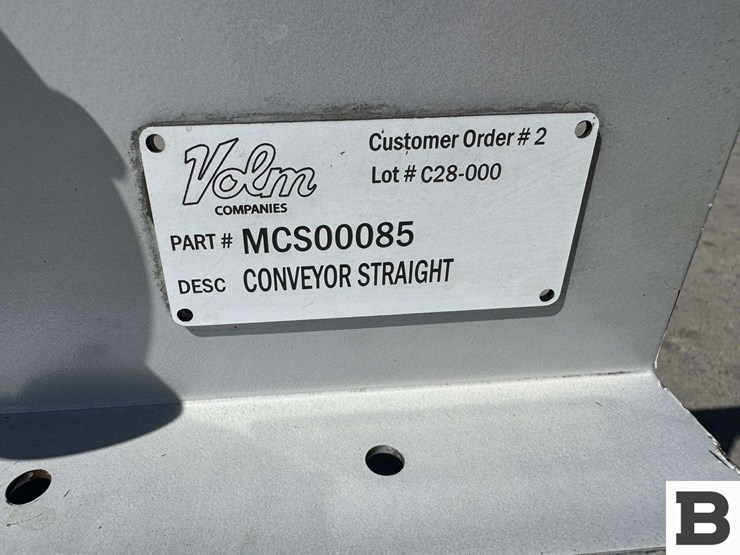 Volm
COMPANIES
Customer Order # 2
Lot # C28-000
PART # MCS00085
DESC CONVEYOR STRAIGHT
B